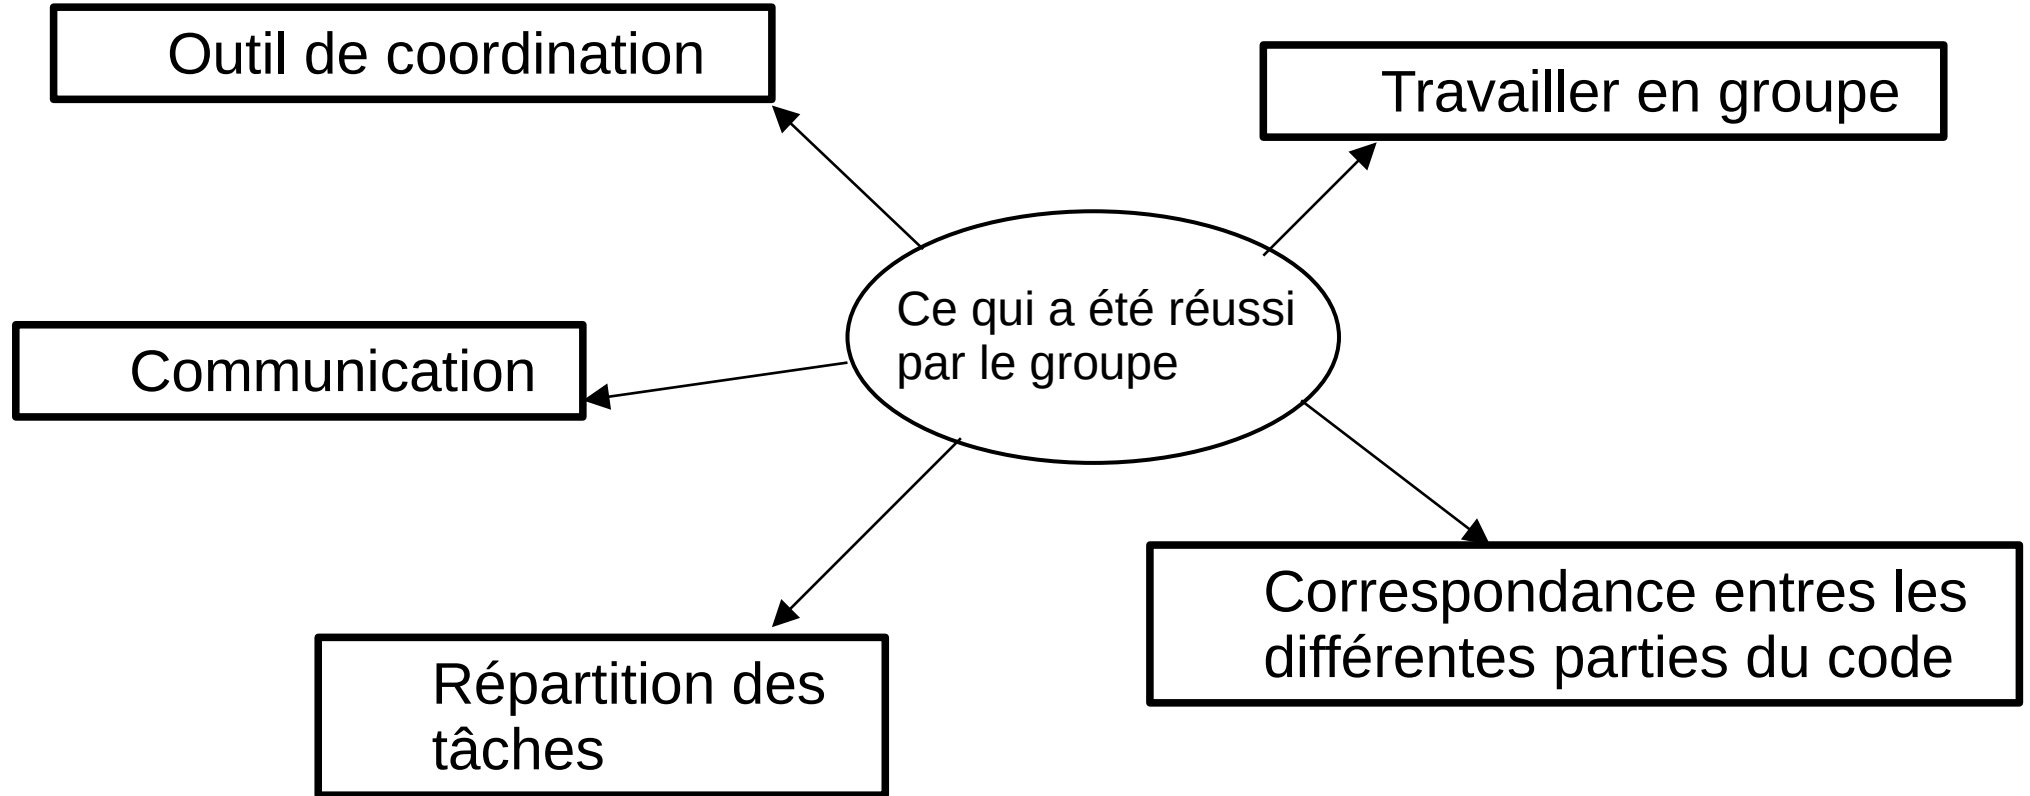 Outil de coordination
Travailler en groupe
Ce qui a été réussi
par le groupe
Communication
Correspondance entres les
différentes parties du code
Répartition des
tâches